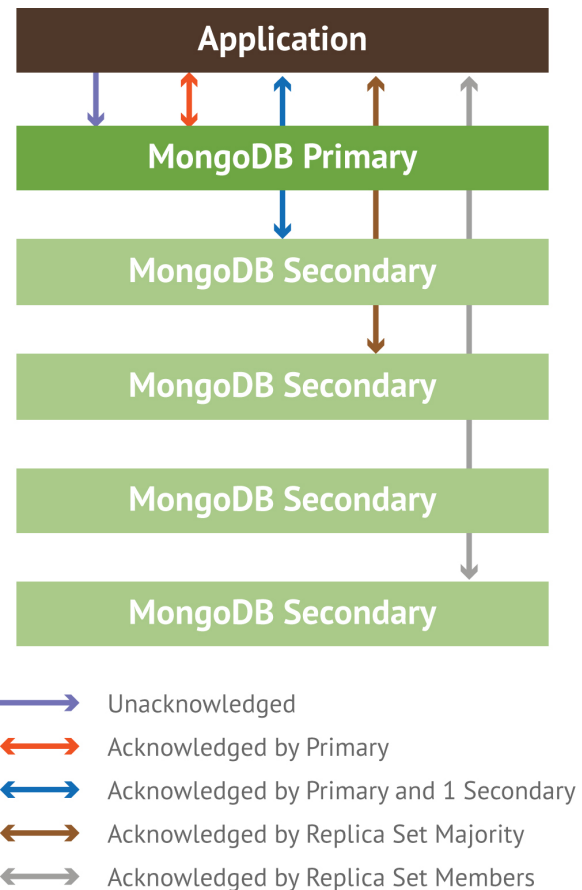 Application
MongoDB Primary
MongoDB Secondary
MongoDB Secondary
MongoDB Secondary
MongoDB Secondary
Unacknowledged
Acknowledged by Primary
Acknowledged by Primary and 1 Secondary
Acknowledged by Replica Set Majority
Acknowledged by Replica Set Members